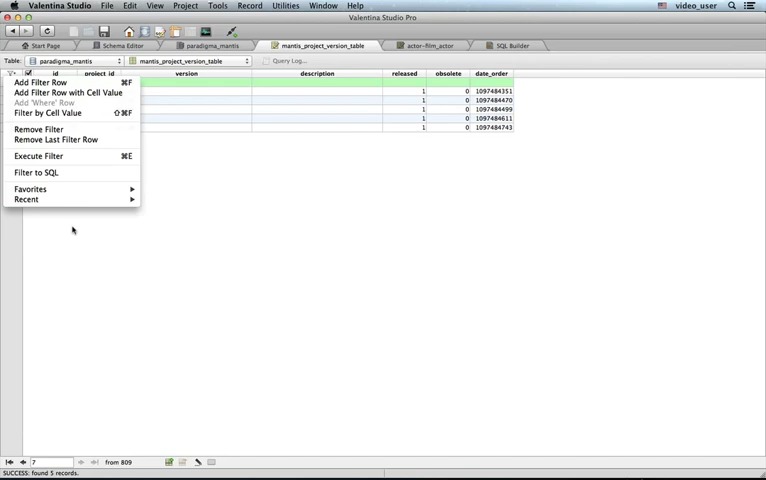 Valentina Studio File Edit View Project Tools Record Utilities Window Help video_user
Valentina Studio Pro
Start Page Schema Editor paradigma_mantis mantis_project_version_table actor-film_actor SQL Builder
Table: paradigma_mantis mantis_project_version_table Query Log...
id project_id version description released obsolete date_order
Add Filter Row ⌘F
Add Filter Row with Cell Value
Add 'Where' Row
Filter by Cell Value ⇧⌘F
Remove Filter
Remove Last Filter Row
Execute Filter ⌘E
Filter to SQL
Favorites
Recent
1 0 1097484351
1 0 1097484470
1 0 1097484499
1 0 1097484611
1 0 1097484743
7 from 809
SUCCESS: found 5 records.